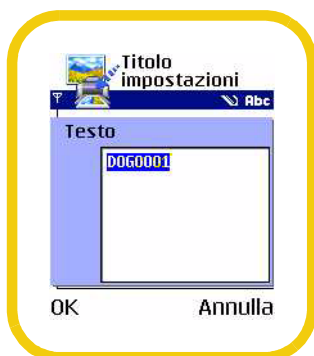 Titolo
impostazioni
Abc
Testo
DOG0001
OK Annulla